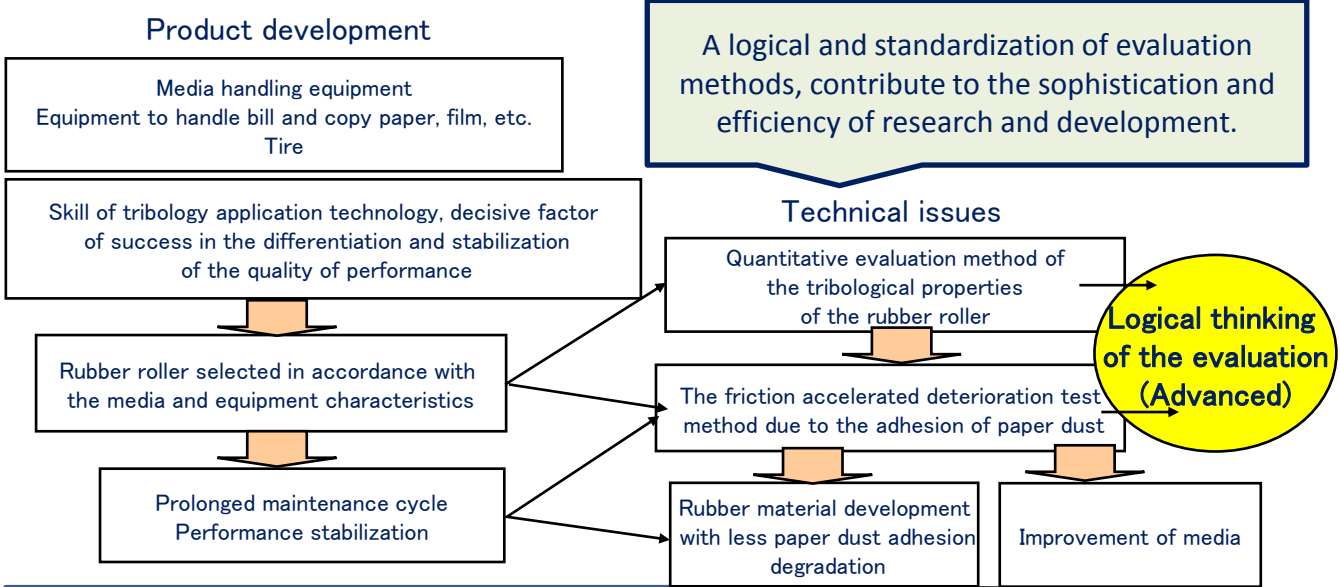 Product development
Media handling equipment
Equipment to handle bill and copy paper, film, etc.
Tire
Skill of tribology application technology, decisive factor
of success in the differentiation and stabilization
of the quality of performance
Rubber roller selected in accordance with
the media and equipment characteristics
Prolonged maintenance cycle
Performance stabilization
A logical and standardization of evaluation
methods, contribute to the sophistication and
efficiency of research and development.
Technical issues
Quantitative evaluation method of
the tribological properties
of the rubber roller
The friction accelerated deterioration test
method due to the adhesion of paper dust
Rubber material development
with less paper dust adhesion
degradation
Improvement of media
Logical thinking
of the evaluation
(Advanced)